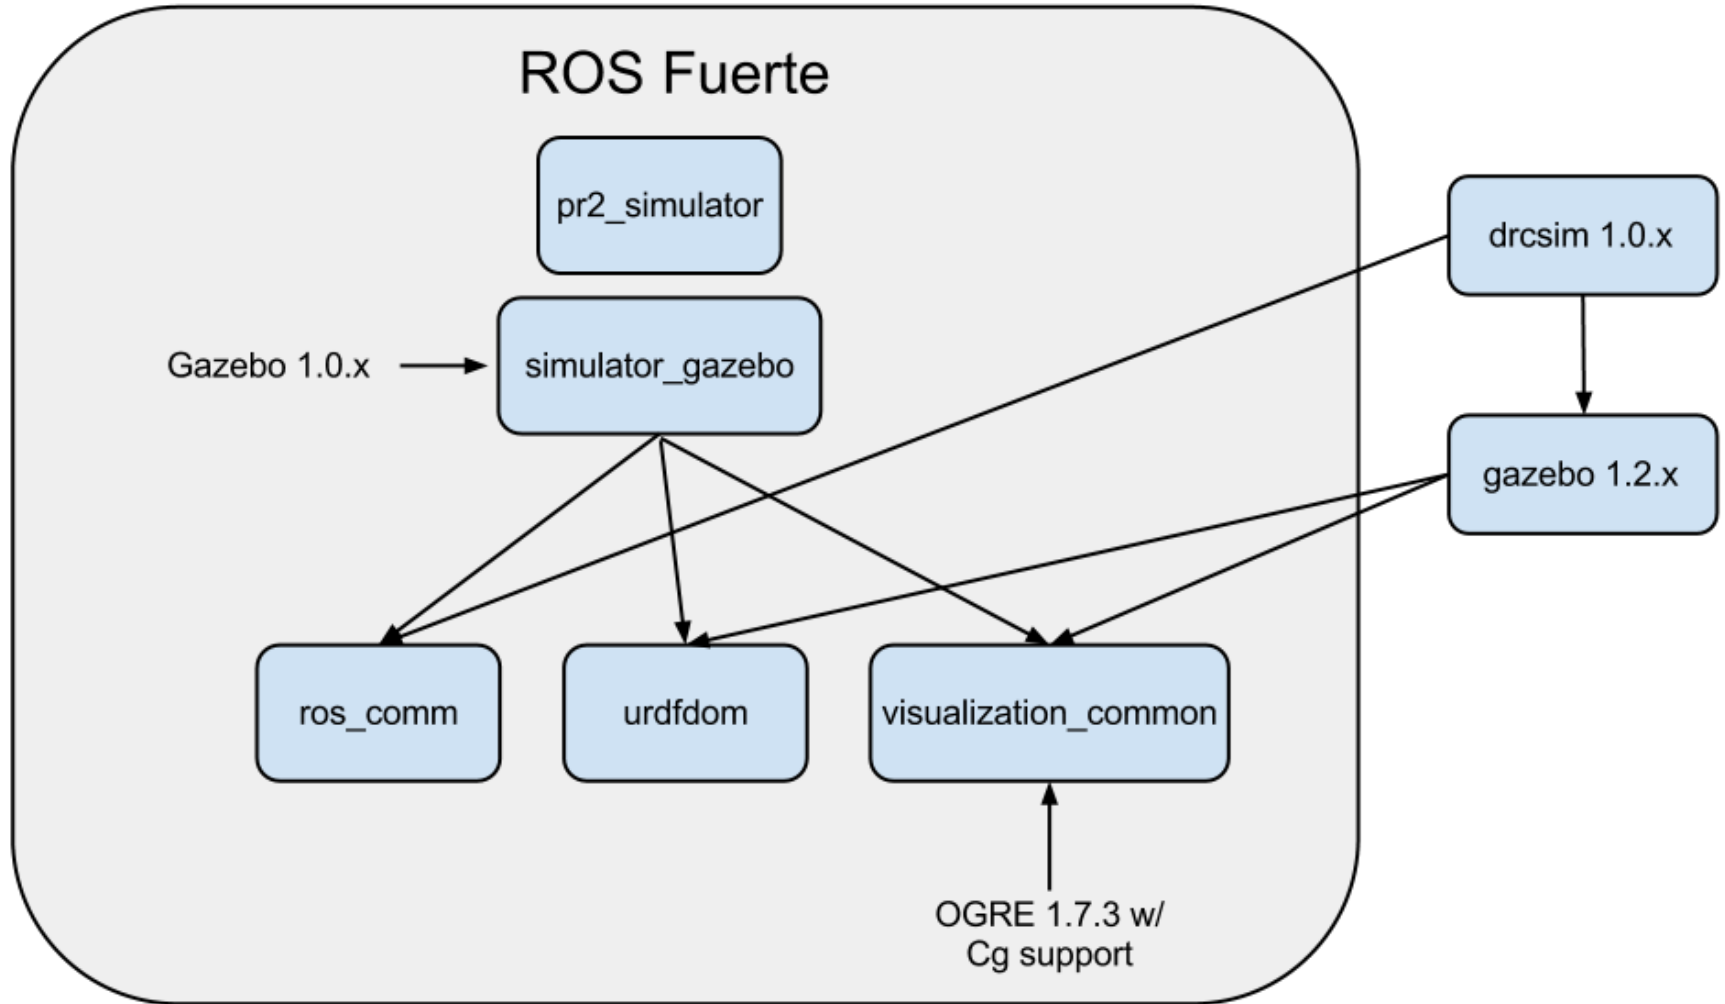 ROS Fuerte
pr2_simulator
drcsim 1.0.x
Gazebo 1.0.x
simulator_gazebo
gazebo 1.2.x
ros_comm
urdfdom
visualization_common
OGRE 1.7.3 w/
Cg support